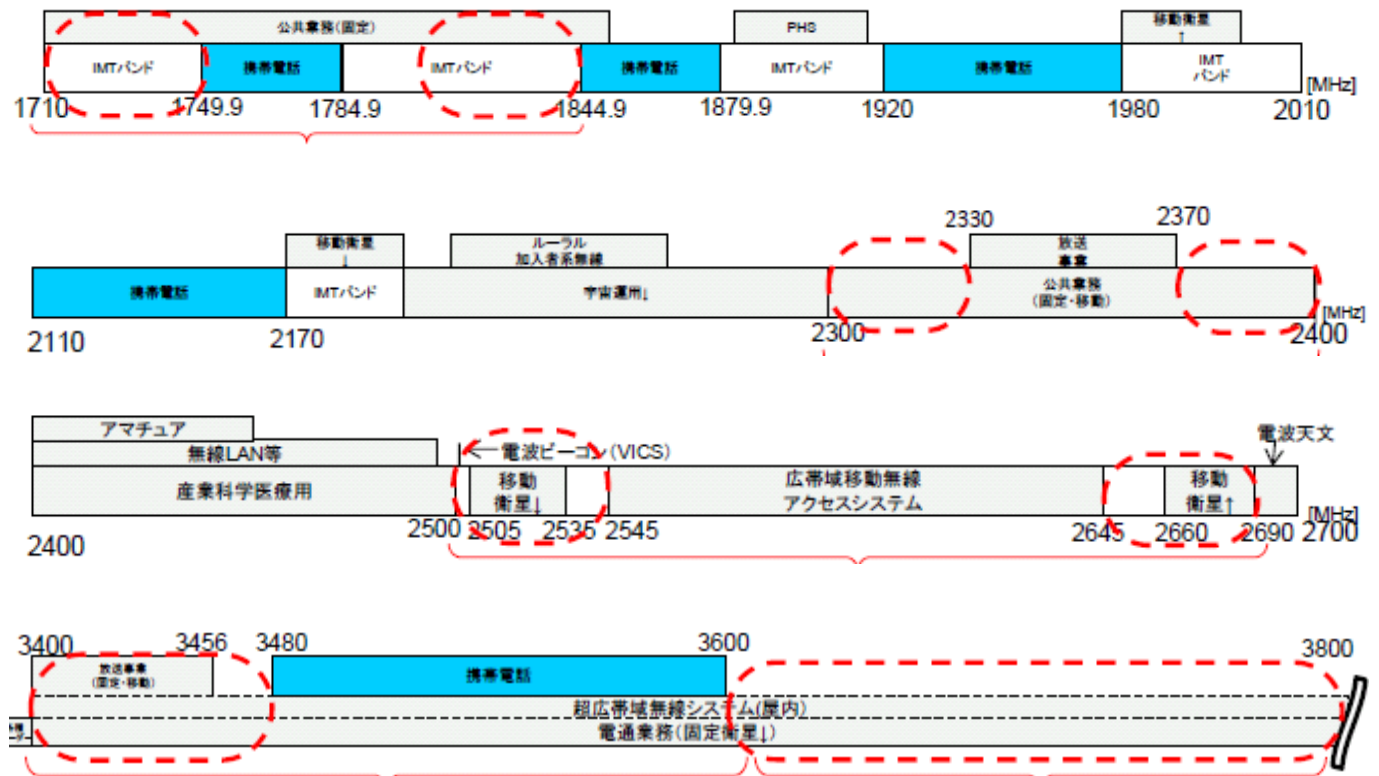 公共業務(固定)
PHS
移動衛星
↑
IMTバンド
携帯電話
IMTバンド
携帯電話
IMTバンド
携帯電話
IMT
バンド
[MHz]
1710
1749.9
1784.9
1844.9
1879.9
1920
1980
2010
2330
2370
移動衛星
↓
ルーラル
加入者系無線
放送
事業
携帯電話
IMTバンド
宇宙運用↓
公共業務
(固定・移動)
[MHz]
2110
2170
2300
2400
アマチュア
無線LAN等
産業科学医療用
電波ビーコン(VICS)
移動
衛星↓
広帯域移動無線
アクセスシステム
移動
衛星↑
電波天文
[MHz]
2400
2500
2505
2535
2545
2645
2660
2690
2700
3400
3456
3480
3600
3800
放送事業
(固定・移動)
携帯電話
超広帯域無線システム(屋内)
電通業務(固定衛星↓)